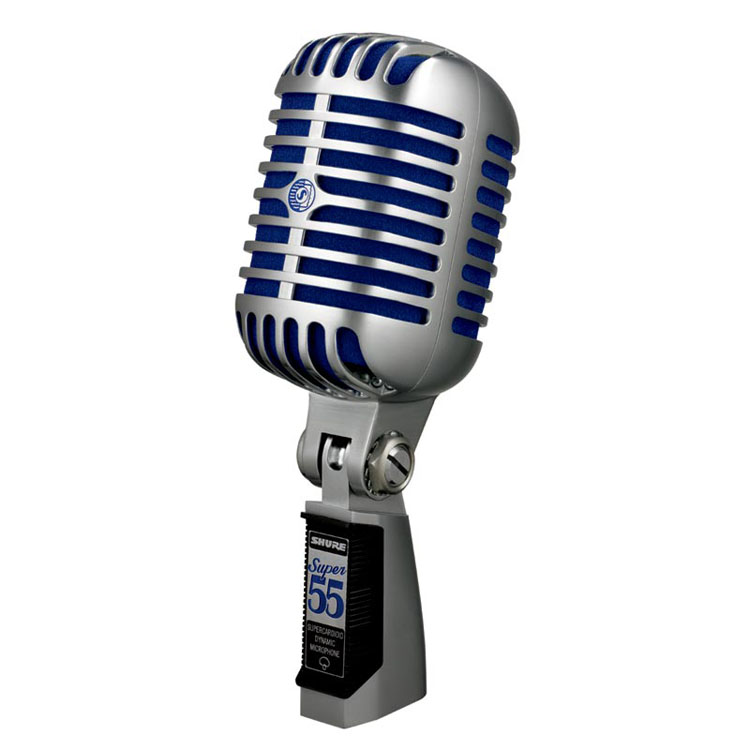 SHURE
Super
55
SUPERCARDIOID
DYNAMIC
MICROPHONE